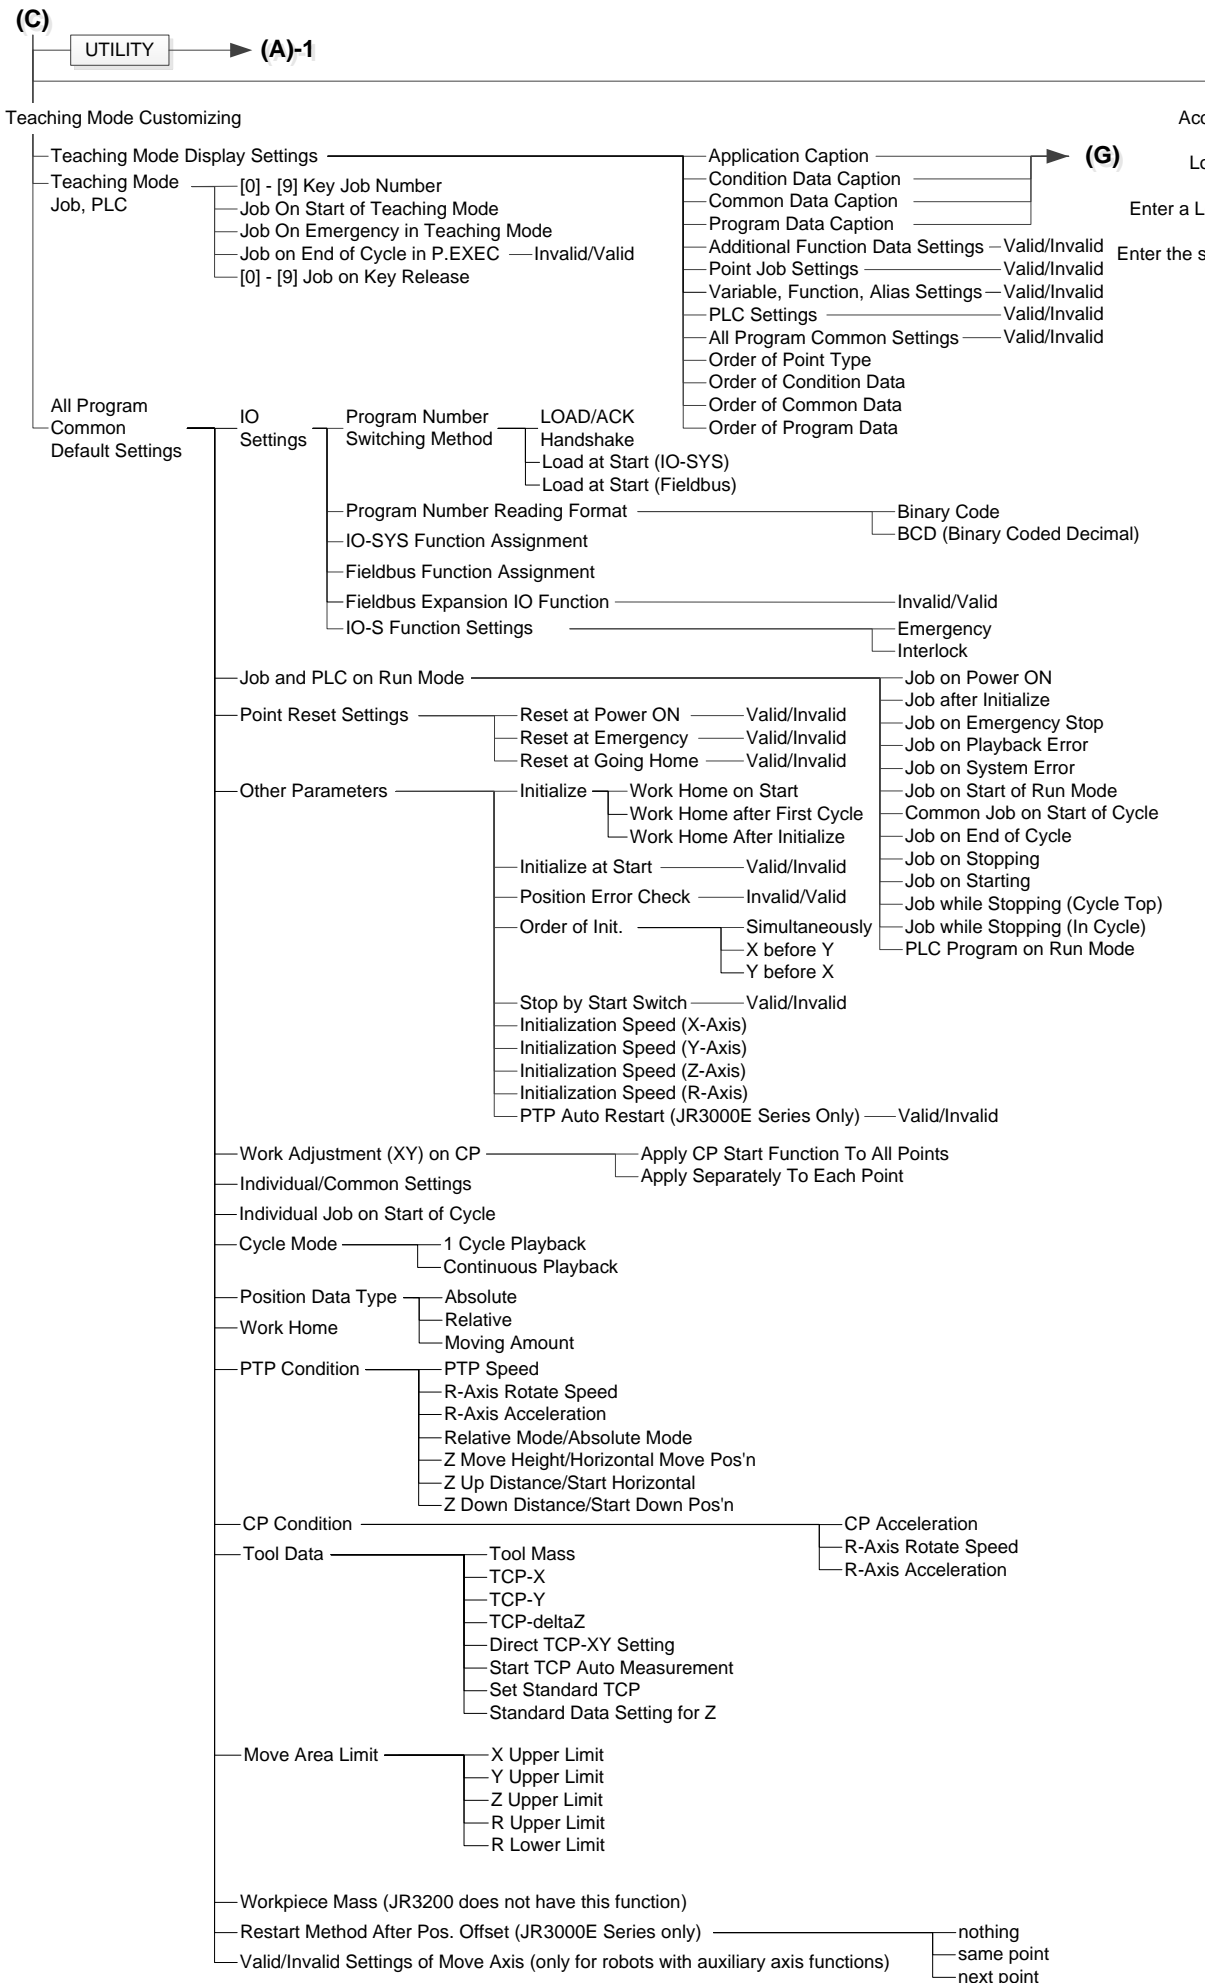 (C)
UTILITY
(A)-1
Teaching Mode Customizing
Teaching Mode Display Settings
Application Caption
Condition Data Caption
Common Data Caption
Program Data Caption
(G)
Additional Function Data Settings Valid/Invalid
Point Job Settings Valid/Invalid
Variable, Function, Alias Settings Valid/Invalid
PLC Settings Valid/Invalid
All Program Common Settings Valid/Invalid
Order of Point Type
Order of Condition Data
Order of Common Data
Order of Program Data
Teaching Mode
Job, PLC
[0] - [9] Key Job Number
Job On Start of Teaching Mode
Job On Emergency in Teaching Mode
Job on End of Cycle in P.EXEC Invalid/Valid
[0] - [9] Job on Key Release
Enter a L
Enter the s
All Program
Common
Default Settings
IO
Settings
Program Number
Switching Method
LOAD/ACK
Handshake
Load at Start (IO-SYS)
Load at Start (Fieldbus)
Program Number Reading Format
Binary Code
BCD (Binary Coded Decimal)
IO-SYS Function Assignment
Fieldbus Function Assignment
Fieldbus Expansion IO Function Invalid/Valid
IO-S Function Settings
Emergency
Interlock
Job and PLC on Run Mode
Job on Power ON
Job after Initialize
Job on Emergency Stop
Job on Playback Error
Job on System Error
Job on Start of Run Mode
Common Job on Start of Cycle
Job on End of Cycle
Job on Stopping
Job on Starting
Job while Stopping (Cycle Top)
Job while Stopping (In Cycle)
PLC Program on Run Mode
Point Reset Settings
Reset at Power ON Valid/Invalid
Reset at Emergency Valid/Invalid
Reset at Going Home Valid/Invalid
Other Parameters
Initialize
Work Home on Start
Work Home after First Cycle
Work Home After Initialize
Initialize at Start Valid/Invalid
Position Error Check Invalid/Valid
Order of Init.
Simultaneously
X before Y
Y before X
Stop by Start Switch Valid/Invalid
Initialization Speed (X-Axis)
Initialization Speed (Y-Axis)
Initialization Speed (Z-Axis)
Initialization Speed (R-Axis)
PTP Auto Restart (JR3000E Series Only) Valid/Invalid
Work Adjustment (XY) on CP
Apply CP Start Function To All Points
Apply Separately To Each Point
Individual/Common Settings
Individual Job on Start of Cycle
Cycle Mode
1 Cycle Playback
Continuous Playback
Position Data Type
Absolute
Relative
Moving Amount
Work Home
PTP Condition
PTP Speed
R-Axis Rotate Speed
R-Axis Acceleration
Relative Mode/Absolute Mode
Z Move Height/Horizontal Move Pos'n
Z Up Distance/Start Horizontal
Z Down Distance/Start Down Pos'n
CP Condition
CP Acceleration
R-Axis Rotate Speed
R-Axis Acceleration
Tool Data
Tool Mass
TCP-X
TCP-Y
TCP-deltaZ
Direct TCP-XY Setting
Start TCP Auto Measurement
Set Standard TCP
Standard Data Setting for Z
Move Area Limit
X Upper Limit
Y Upper Limit
Z Upper Limit
R Upper Limit
R Lower Limit
Workpiece Mass (JR3200 does not have this function)
Restart Method After Pos. Offset (JR3000E Series only)
nothing
same point
next point
Valid/Invalid Settings of Move Axis (only for robots with auxiliary axis functions)